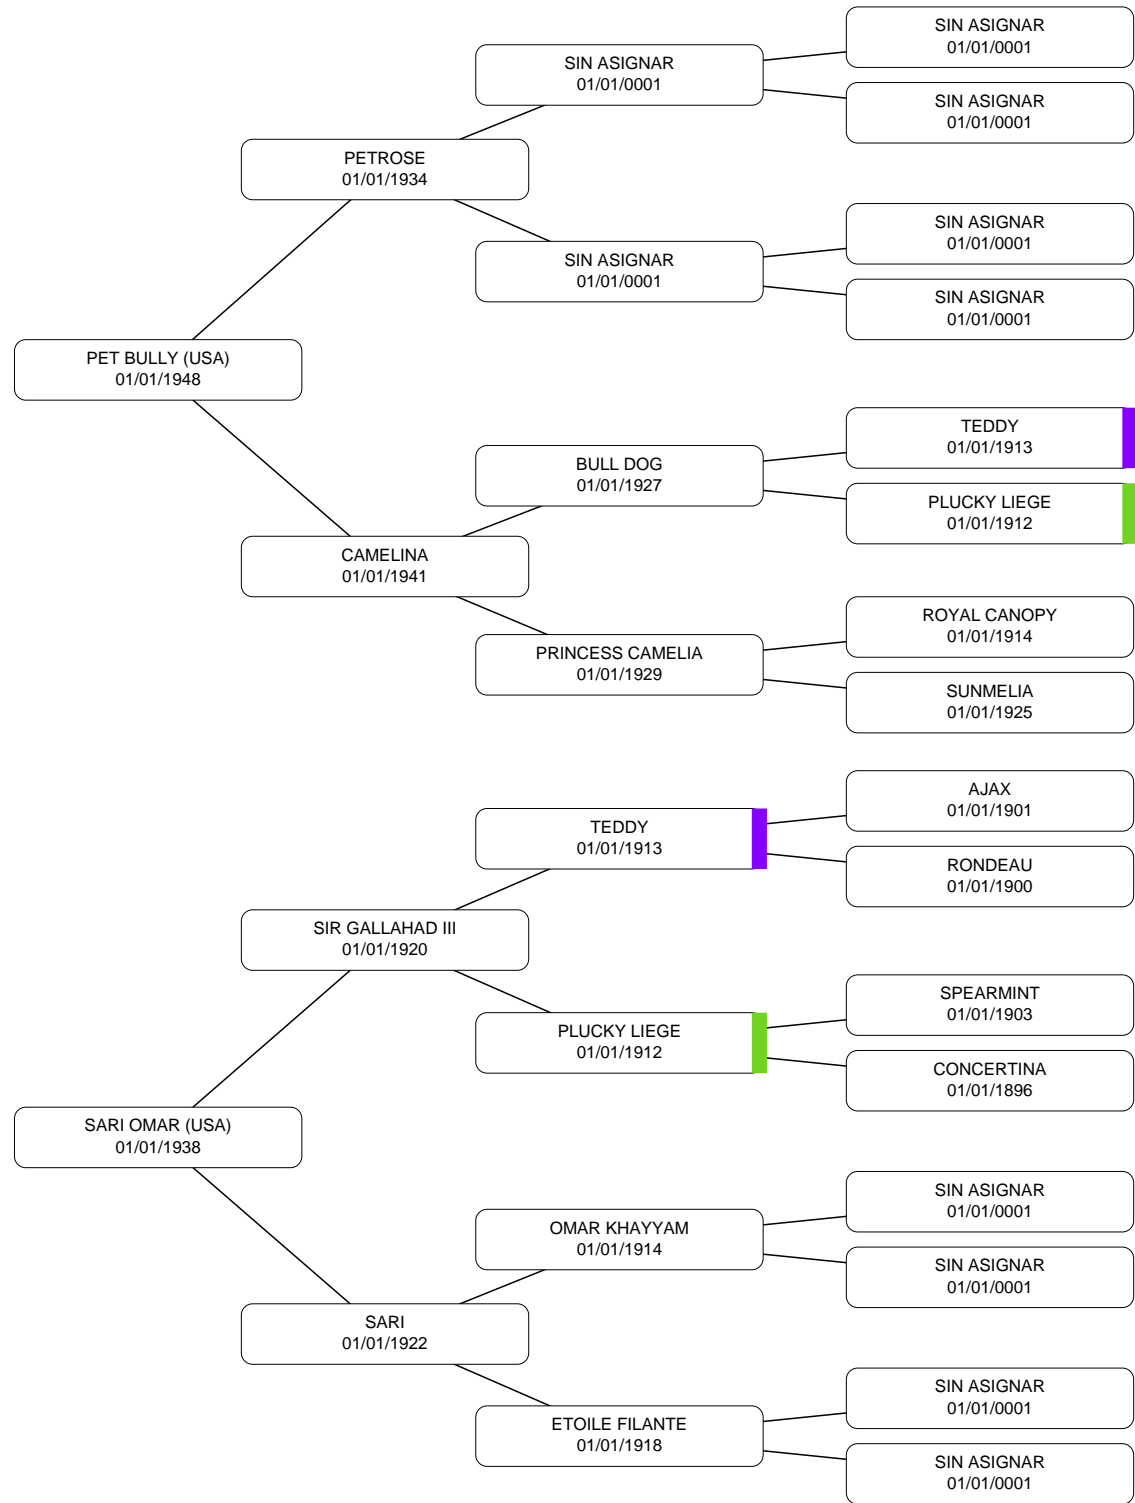 SIN ASIGNAR
01/01/0001
SIN ASIGNAR
01/01/0001
SIN ASIGNAR
01/01/0001
PETROSE
01/01/1934
SIN ASIGNAR
01/01/0001
SIN ASIGNAR
01/01/0001
SIN ASIGNAR
01/01/0001
PET BULLY (USA)
01/01/1948
TEDDY
01/01/1913
BULL DOG
01/01/1927
PLUCKY LIEGE
01/01/1912
CAMELINA
01/01/1941
ROYAL CANOPY
01/01/1914
PRINCESS CAMELIA
01/01/1929
SUNMELIA
01/01/1925
AJAX
01/01/1901
TEDDY
01/01/1913
RONDEAU
01/01/1900
SIR GALLAHAD III
01/01/1920
SPEARMINT
01/01/1903
PLUCKY LIEGE
01/01/1912
CONCERTINA
01/01/1896
SARI OMAR (USA)
01/01/1938
SIN ASIGNAR
01/01/0001
OMAR KHAYYAM
01/01/1914
SIN ASIGNAR
01/01/0001
SARI
01/01/1922
SIN ASIGNAR
01/01/0001
ETOILE FILANTE
01/01/1918
SIN ASIGNAR
01/01/0001